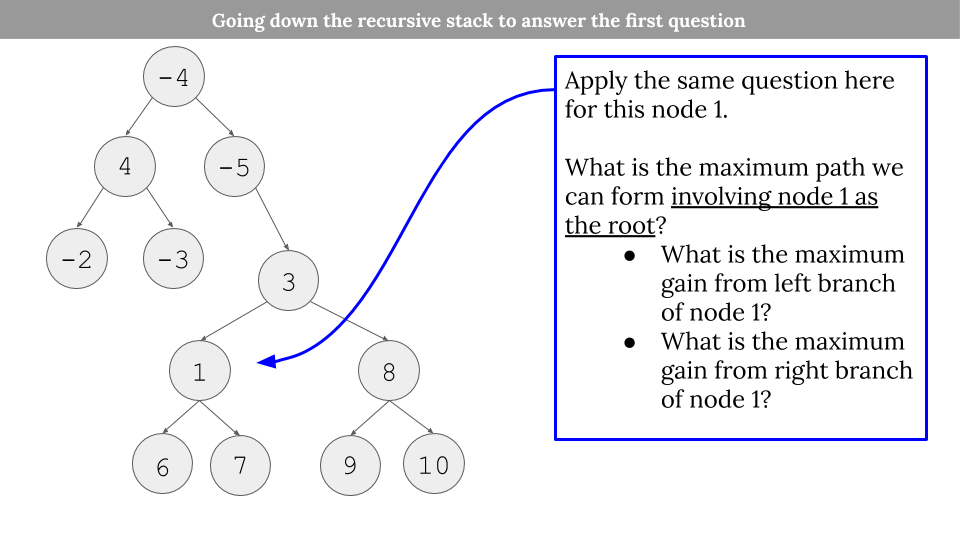 Going down the recursive stack to answer the first question
-4
4
-5
-2
-3
3
1
8
6
7
9
10
Apply the same question here
for this node 1.
What is the maximum path we
can form involving node 1 as
the root?
● What is the maximum
gain from left branch
of node 1?
● What is the maximum
gain from right branch
of node 1?